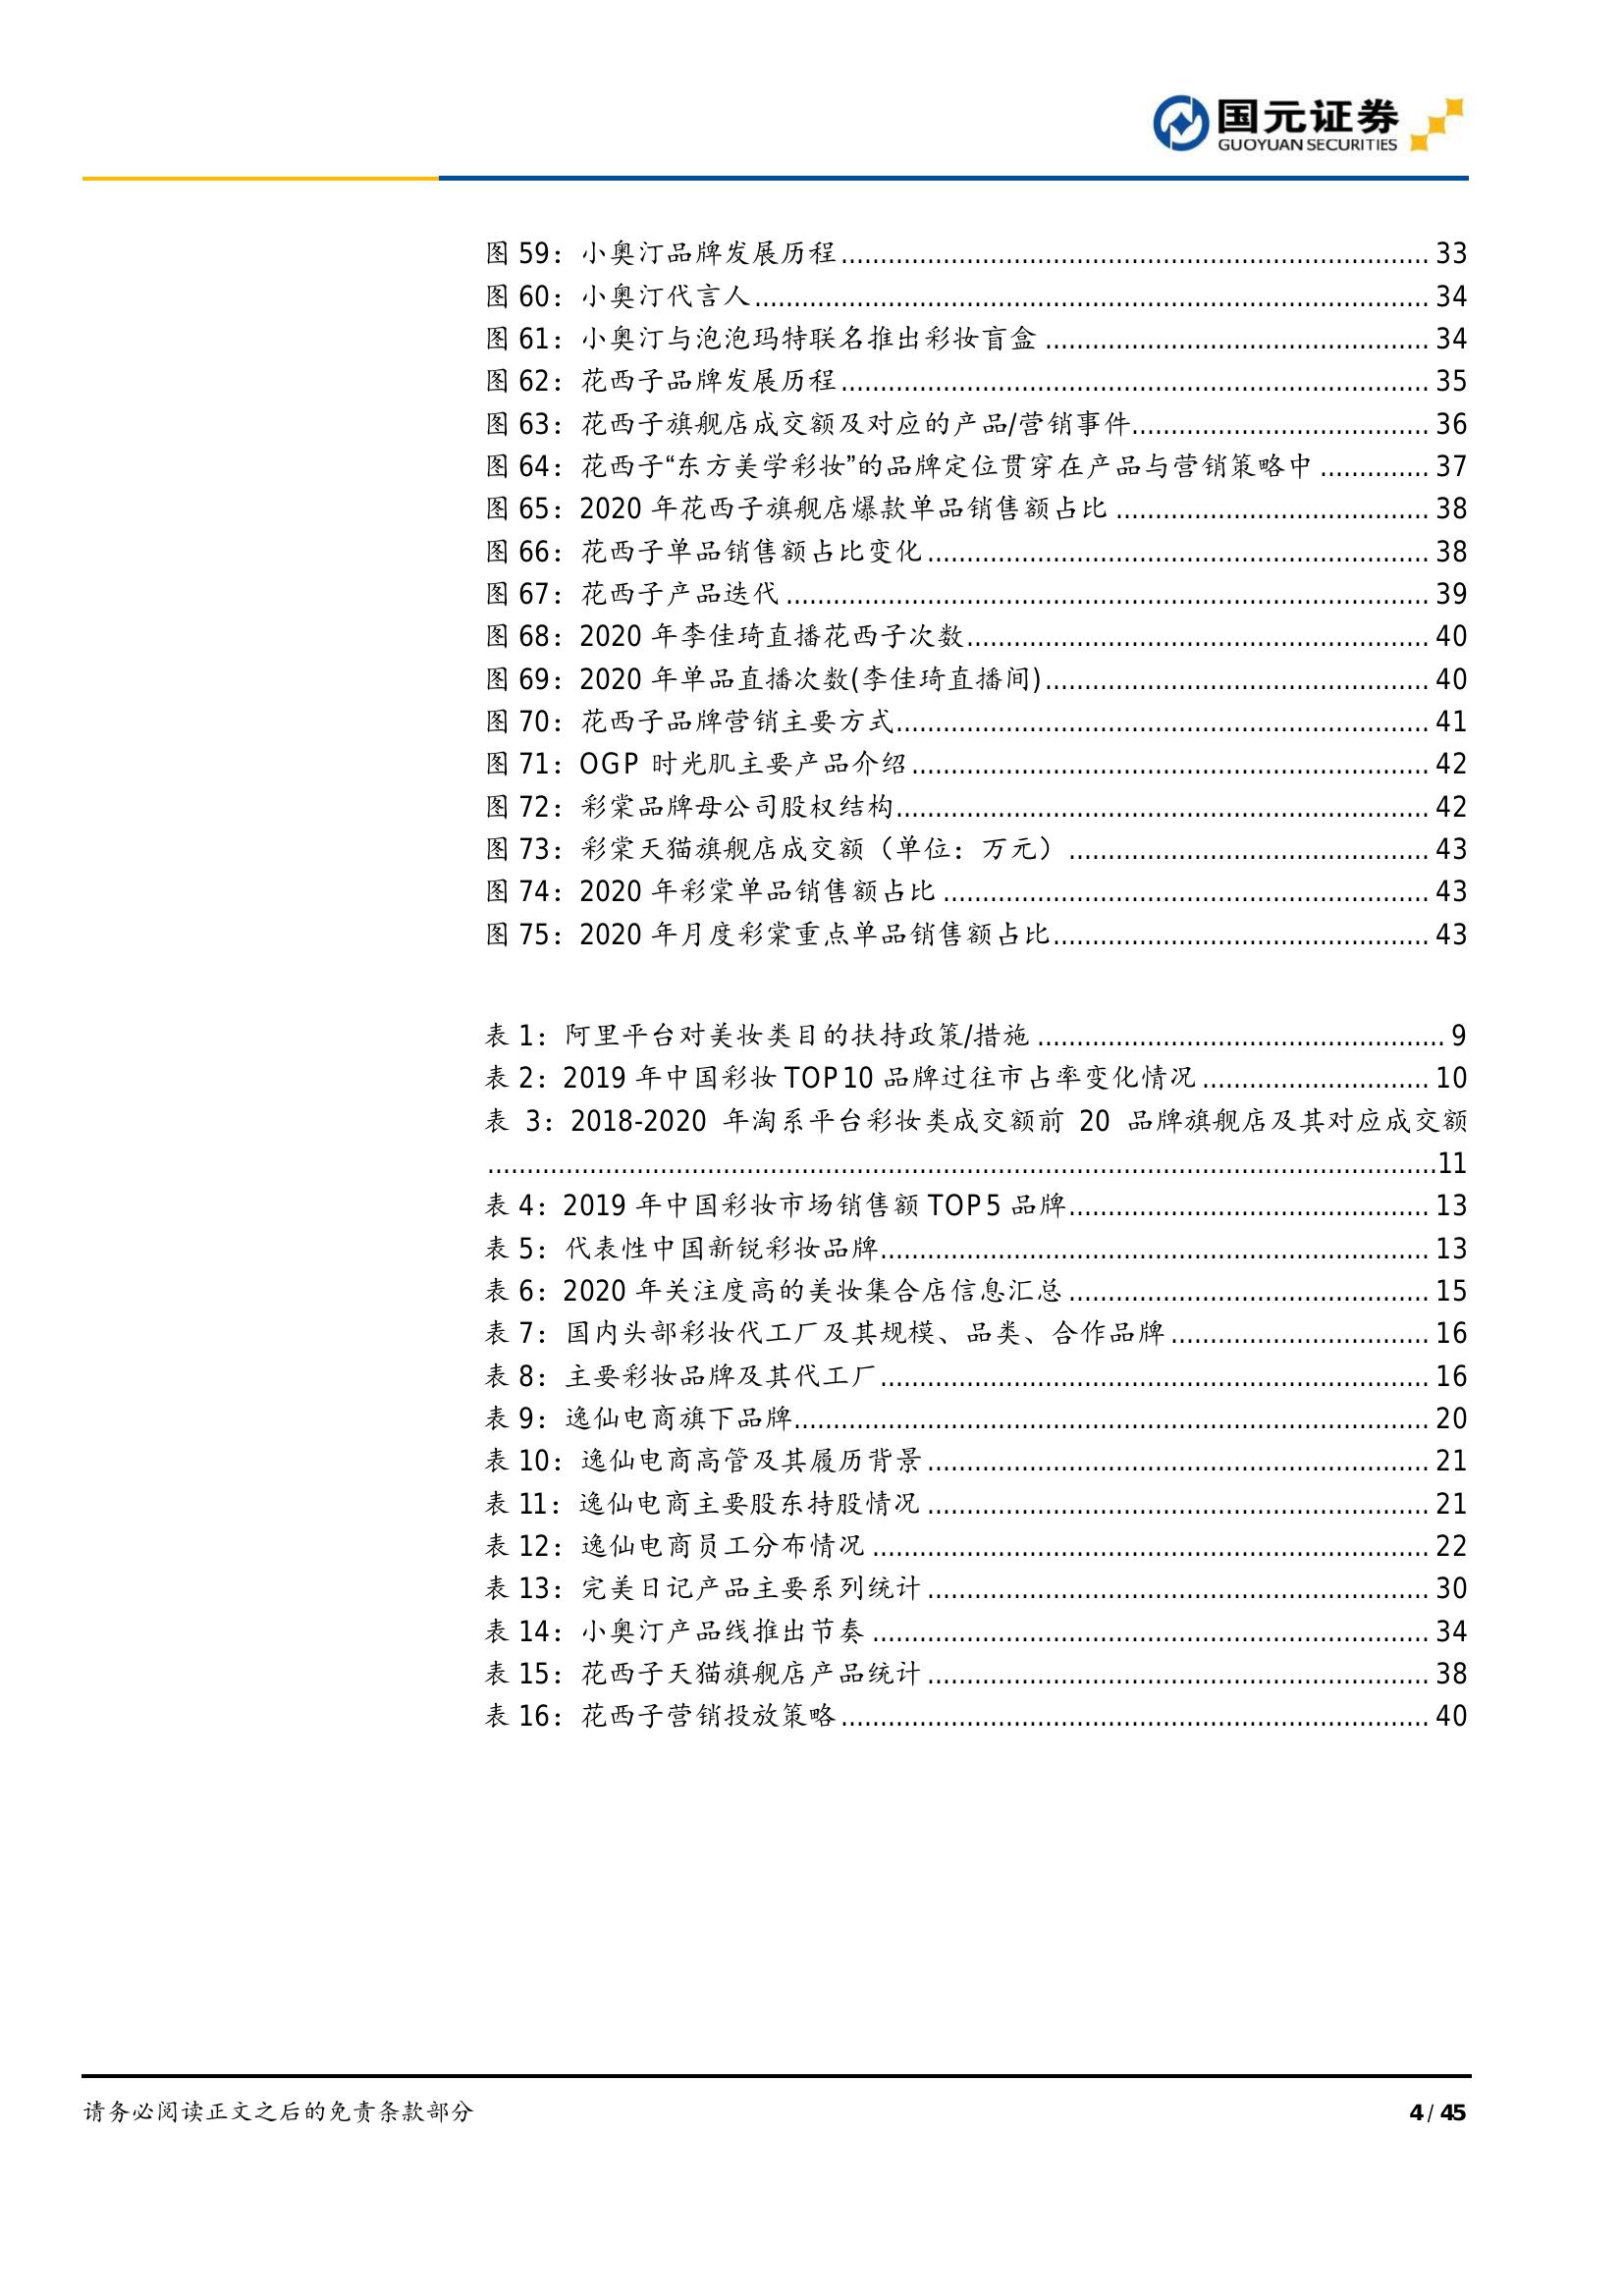 国元证券
GUOYUAN SECURITIES
图 59：小奥汀品牌发展历程........................................................................... 33
图 60：小奥汀代言人...................................................................................... 34
图 61：小奥汀与泡泡玛特联名推出彩妆盲盒 ................................................. 34
图 62：花西子品牌发展历程........................................................................... 35
图 63：花西子旗舰店成交额及对应的产品/营销事件...................................... 36
图 64：花西子“东方美学彩妆”的品牌定位贯穿在产品与营销策略中 .............. 37
图 65：2020 年花西子旗舰店爆款单品销售额占比 ........................................ 38
图 66：花西子单品销售额占比变化................................................................ 38
图 67：花西子产品迭代 .................................................................................. 39
图 68：2020 年李佳琦直播花西子次数........................................................... 40
图 69：2020 年单品直播次数(李佳琦直播间)................................................. 40
图 70：花西子品牌营销主要方式.................................................................... 41
图 71：OGP 时光肌主要产品介绍.................................................................. 42
图 72：彩棠品牌母公司股权结构.................................................................... 42
图 73：彩棠天猫旗舰店成交额（单位：万元）.............................................. 43
图 74：2020 年彩棠单品销售额占比 .............................................................. 43
图 75：2020 年月度彩棠重点单品销售额占比................................................ 43
表 1：阿里平台对美妆类目的扶持政策/措施 .................................................... 9
表 2：2019 年中国彩妆 TOP10 品牌过往市占率变化情况 ............................. 10
表 3：2018-2020 年淘系平台彩妆类成交额前 20 品牌旗舰店及其对应成交额
.........................................................................................................................11
表 4：2019 年中国彩妆市场销售额 TOP5 品牌.............................................. 13
表 5：代表性中国新锐彩妆品牌...................................................................... 13
表 6：2020 年关注度高的美妆集合店信息汇总 .............................................. 15
表 7：国内头部彩妆代工厂及其规模、品类、合作品牌 ................................. 16
表 8：主要彩妆品牌及其代工厂...................................................................... 16
表 9：逸仙电商旗下品牌................................................................................. 20
表 10：逸仙电商高管及其履历背景................................................................ 21
表 11：逸仙电商主要股东持股情况................................................................ 21
表 12：逸仙电商员工分布情况 ....................................................................... 22
表 13：完美日记产品主要系列统计................................................................ 30
表 14：小奥汀产品线推出节奏 ....................................................................... 34
表 15：花西子天猫旗舰店产品统计................................................................ 38
表 16：花西子营销投放策略........................................................................... 40
请务必阅读正文之后的免责条款部分
4 / 45